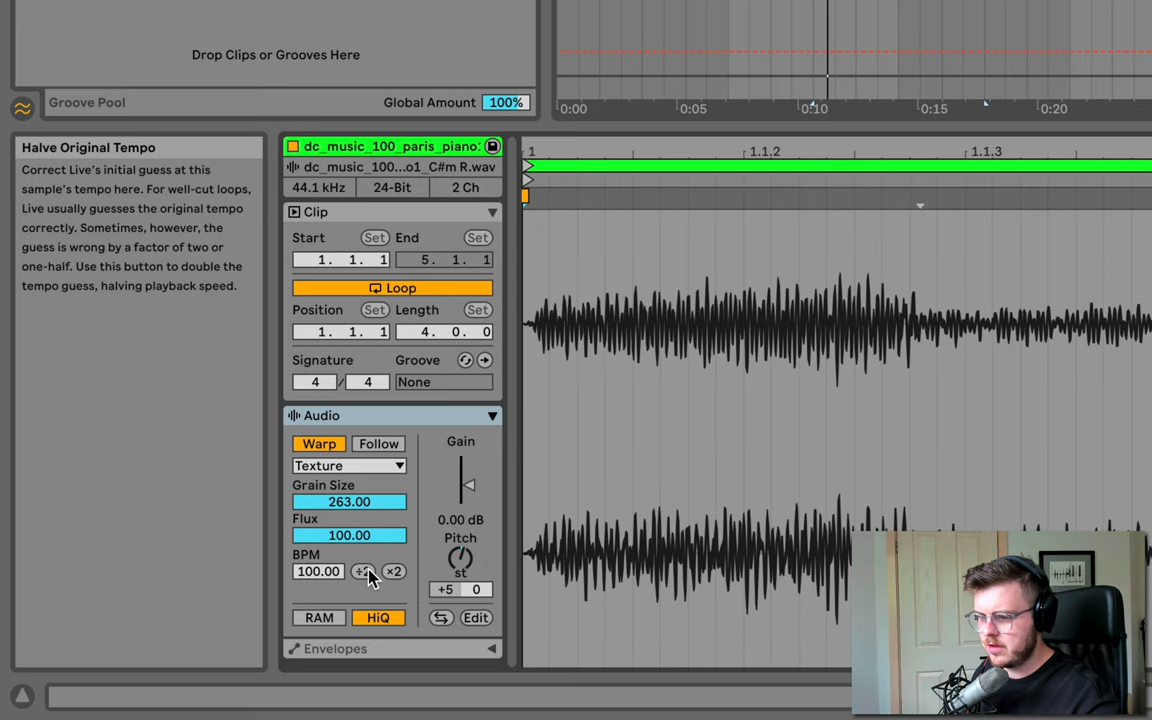 Drop Clips or Grooves Here
Groove Pool
Global Amount
100%
0:00
0:05
0:10
0:15
0:20
Halve Original Tempo
Correct Live's initial guess at this
sample's tempo here. For well-cut loops,
Live usually guesses the original tempo
correctly. Sometimes, however, the
guess is wrong by a factor of two or
one-half. Use this button to double the
tempo guess, halving playback speed.
dc_music_100_paris_piano
dc_music_100...o1_C#m R.wav
44.1 kHz
24-Bit
2 Ch
Clip
Start
Set
End
Set
1. 1. 1
5. 1. 1
Loop
Position
Set
Length
Set
1. 1. 1
4. 0. 0
Signature
Groove
4 / 4
None
Audio
Warp
Follow
Texture
Grain Size
263.00
Flux
100.00
BPM
100.00
÷2
×2
RAM
HiQ
Gain
0.00 dB
Pitch
st
+5
0
Edit
Envelopes
1
1.1.2
1.1.3